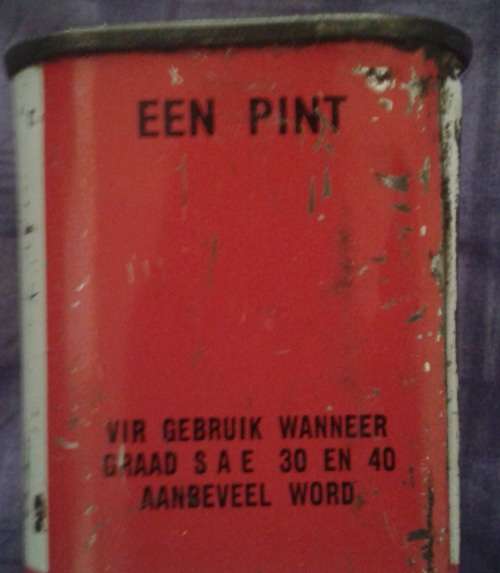 EEN PINT
VIR GEBRUIK WANNEER
GRAAD S A E 30 EN 40
AANBEVEEL WORD